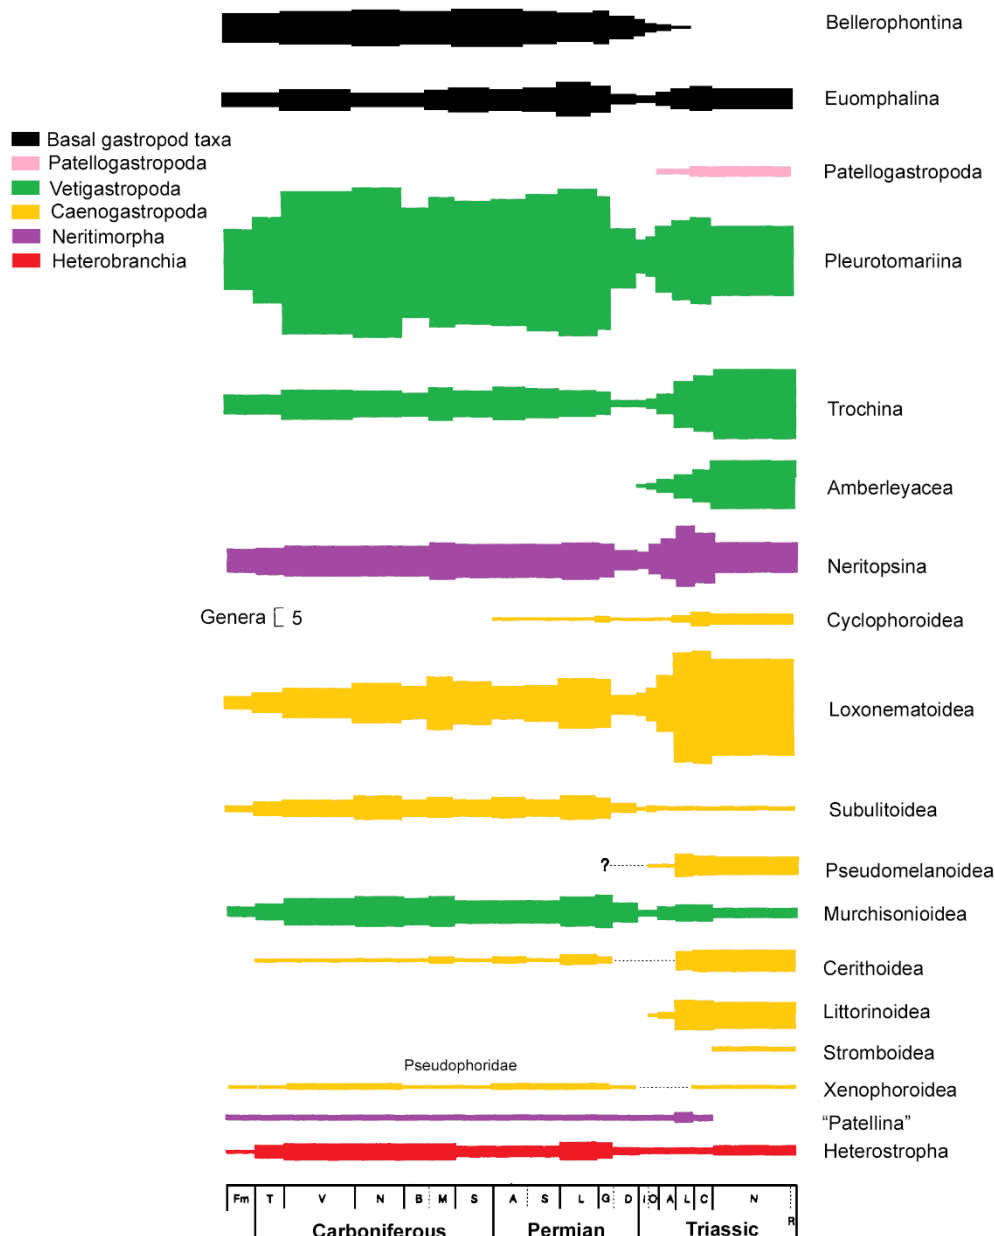 Bellerophontina
Euomphalina
Basal gastropod taxa
Patellogastropoda
Vetigastropoda
Caenogastropoda
Neritimorpha
Heterobranchia
Patellogastropoda
Pleurotomariina
Trochina
Amberleyacea
Neritopsina
Genera [ 5
Cyclophoroidea
Loxonematoidea
Subulitoidea
?
Pseudomelanoidea
Murchisonioidea
Cerithoidea
Littorinoidea
Stromboidea
Pseudophoridae
Xenophoroidea
“Patellina”
Heterostropha
Fm T V N B M S A S L G D I O A L C N R
Carboniferous Permian Triassic